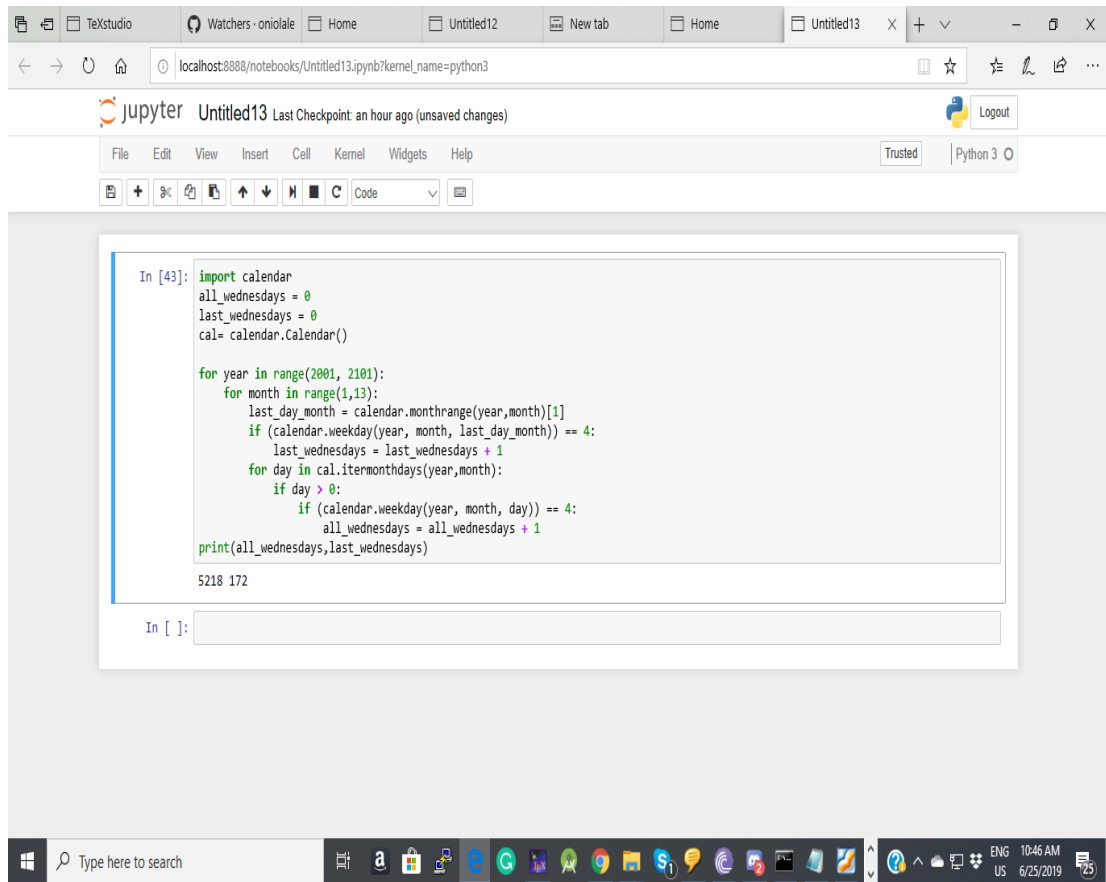 TeXstudio Watchers · oniolale Home Untitled12 New tab Home Untitled13
localhost:8888/notebooks/Untitled13.ipynb?kernel_name=python3
jupyter Untitled13 Last Checkpoint: an hour ago (unsaved changes) Logout
File Edit View Insert Cell Kernel Widgets Help Trusted Python 3
Code
In [43]: import calendar
all_wednesdays = 0
last_wednesdays = 0
cal= calendar.Calendar()
for year in range(2001, 2101):
    for month in range(1,13):
        last_day_month = calendar.monthrange(year,month)[1]
        if (calendar.weekday(year, month, last_day_month)) == 4:
            last_wednesdays = last_wednesdays + 1
        for day in cal.itermonthdays(year,month):
            if day > 0:
                if (calendar.weekday(year, month, day)) == 4:
                    all_wednesdays = all_wednesdays + 1
print(all_wednesdays,last_wednesdays)
5218 172
In [ ]:
Type here to search ENG 10:46 AM
US 6/25/2019 25